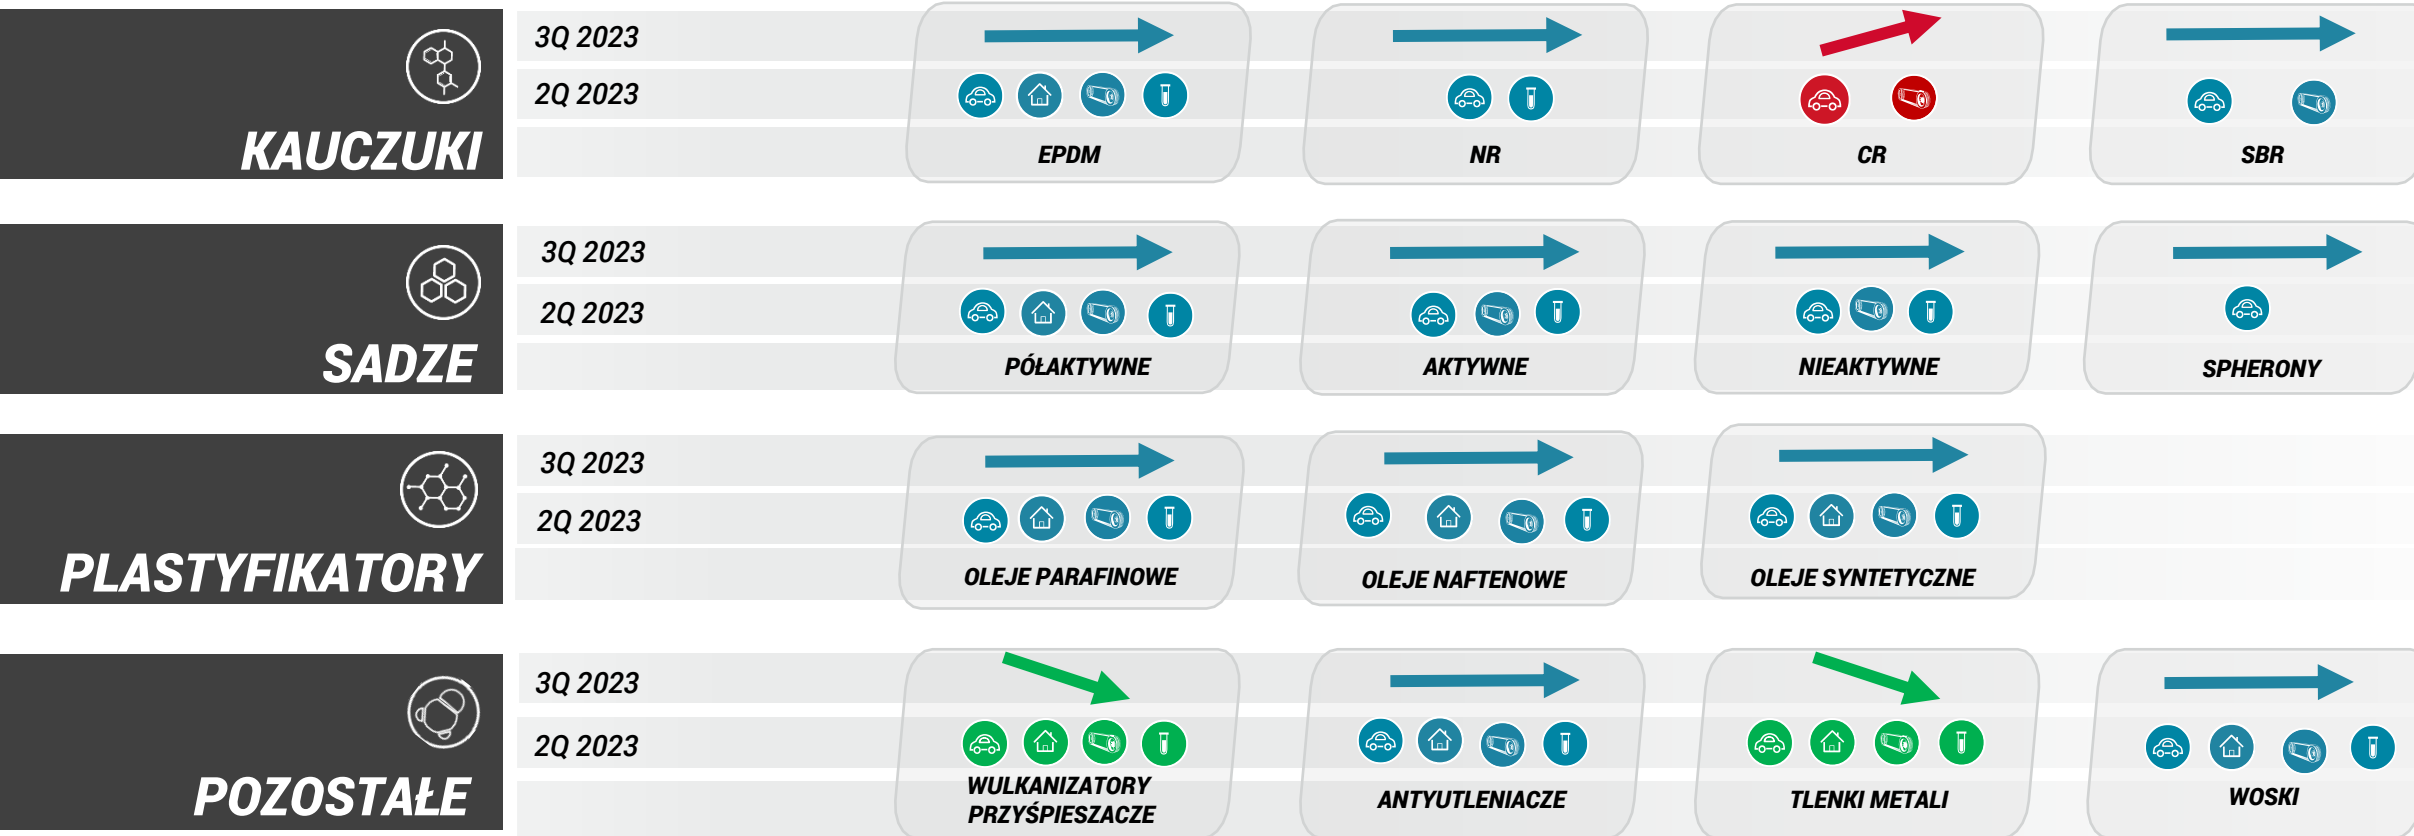 KAUCZUKI
3Q 2023
2Q 2023
EPDM
NR
CR
SBR
SADZE
3Q 2023
2Q 2023
PÓŁAKTYWNE
AKTYWNE
NIEAKTYWNE
SPHERONY
PLASTYFIKATORY
3Q 2023
2Q 2023
OLEJE PARAFINOWE
OLEJE NAFTENOWE
OLEJE SYNTETYCZNE
POZOSTAŁE
3Q 2023
2Q 2023
WULKANIZATORY
PRZYŚPIESZACZE
ANTYUTLENIACZE
TLENKI METALI
WOSKI